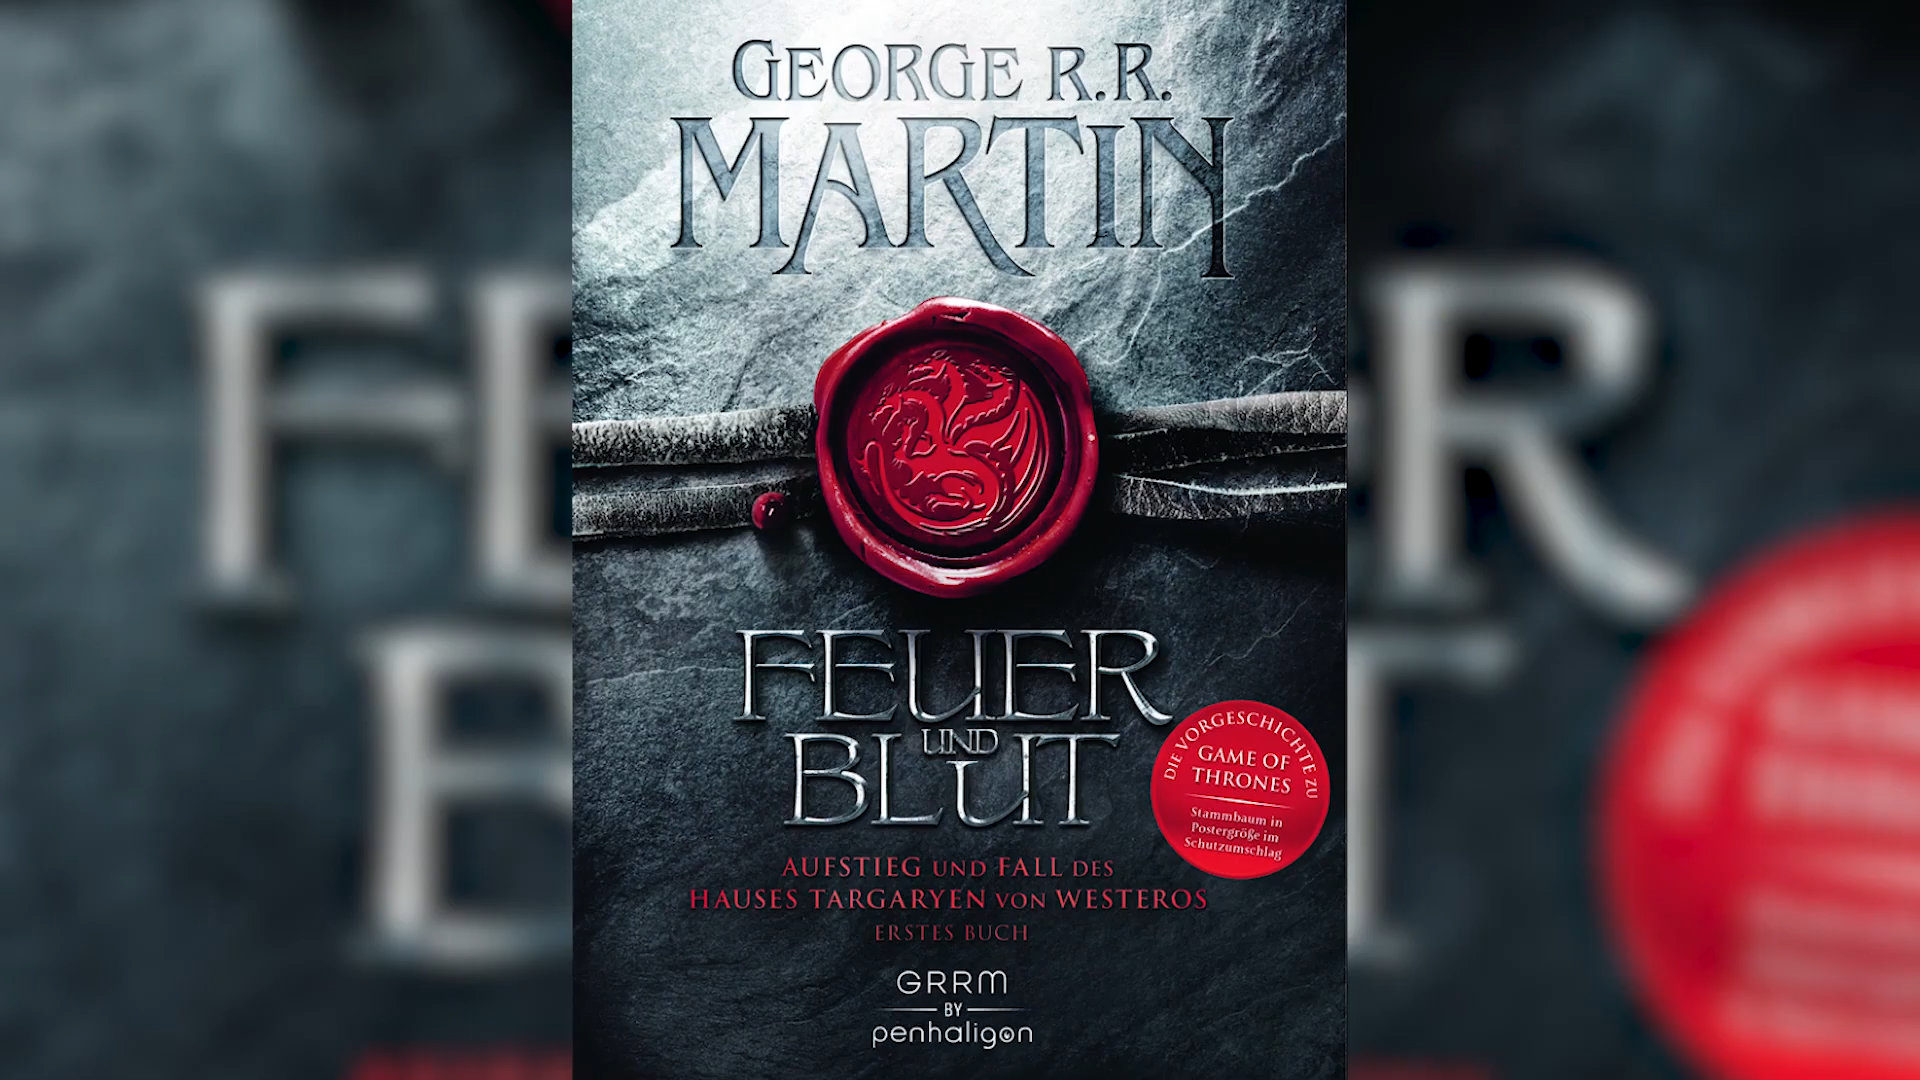 GEORGE R.R.
MARTIN
FEUER
UND
BLUT
DIE VORGESCHICHTE ZU
GAME OF
THRONES
Stammbaum in
Postergröße im
Schutzumschlag
AUFSTIEG UND FALL DES
HAUSES TARGARYEN VON WESTEROS
ERSTES BUCH
GRRM
BY
penhaligon